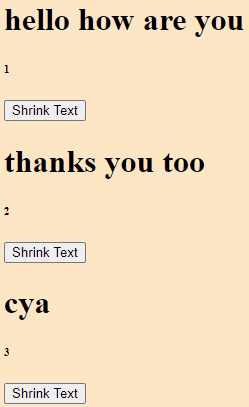 hello how are you
1
Shrink Text
thanks you too
2
Shrink Text
cya
3
Shrink Text